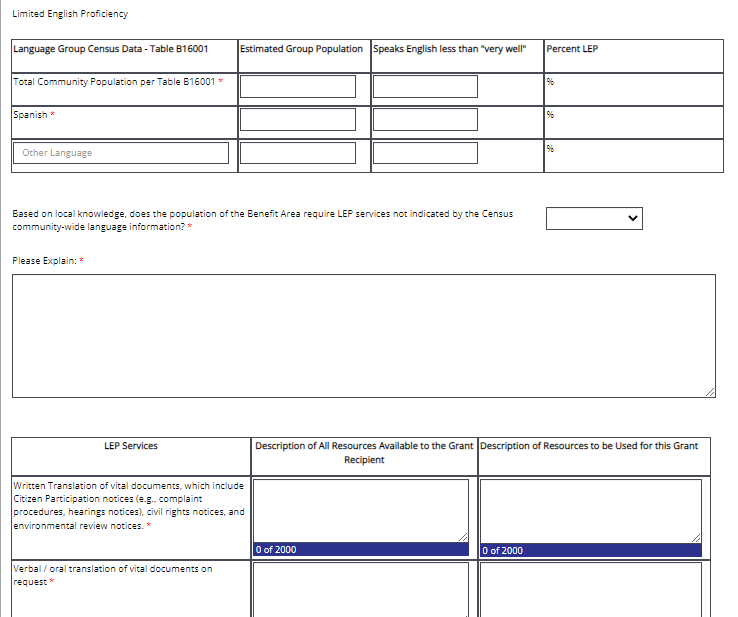 Limited English Proficiency
Language Group Census Data - Table B16001 Estimated Group Population Speaks English less than "very well" Percent LEP
Total Community Population per Table B16001 * %
Spanish * %
Other Language %
Based on local knowledge, does the population of the Benefit Area require LEP services not indicated by the Census
community-wide language information? *
Please Explain: *
LEP Services Description of All Resources Available to the Grant Description of Resources to be Used for this Grant
Recipient
Written Translation of vital documents, which include
Citizen Participation notices (e.g., complaint
procedures, hearings notices), civil rights notices, and
environmental review notices. *
0 of 2000 0 of 2000
Verbal / oral translation of vital documents on
request *